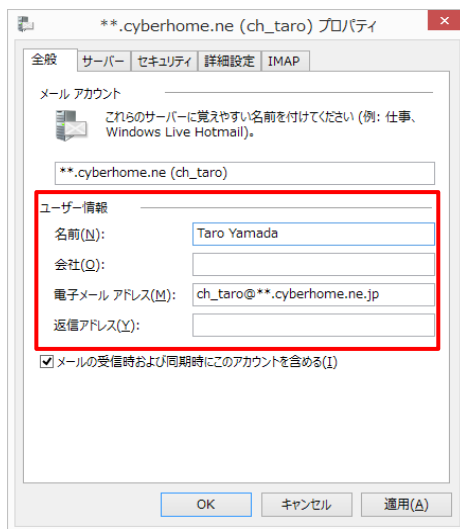 **.cyberhome.ne (ch_taro) プロパティ
全般 サーバー セキュリティ 詳細設定 IMAP
メール アカウント
これらのサーバーに覚えやすい名前を付けてください (例: 仕事、
Windows Live Hotmail)。
**.cyberhome.ne (ch_taro)
ユーザー情報
名前(N): Taro Yamada
会社(O):
電子メール アドレス(M): ch_taro@**.cyberhome.ne.jp
返信アドレス(Y):
メールの受信時および同期時にこのアカウントを含める(I)
OK キャンセル 適用(A)